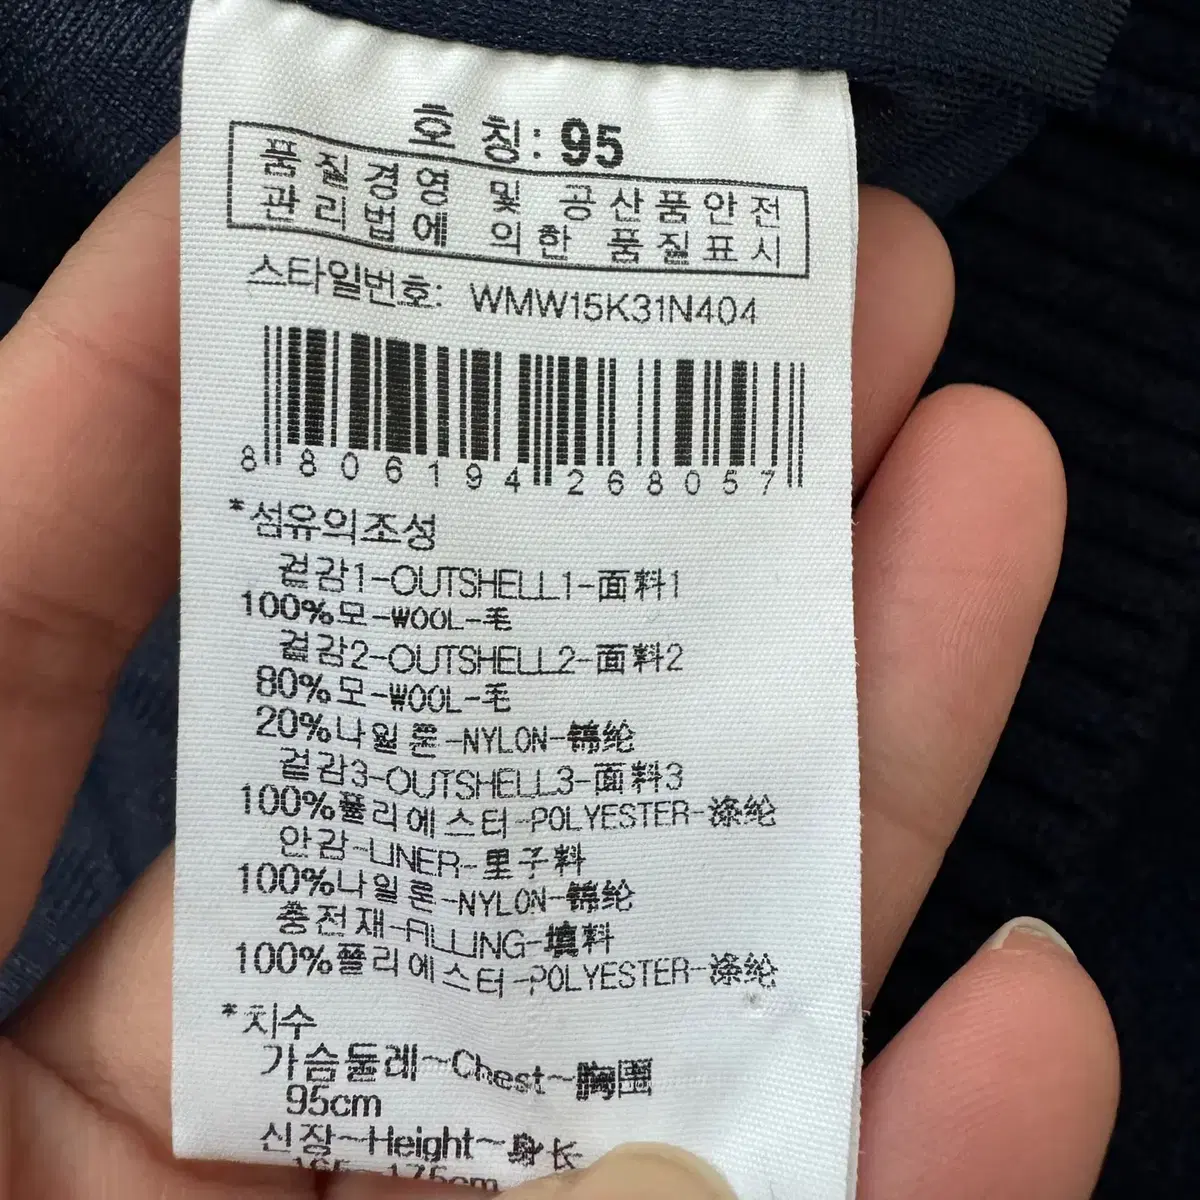 호 칭: 95
품질경영 및 공산품안전
관리법에 의한 품질표시
스타일번호: WMW15K31N404
8 806194 268057
*섬유의조성
겉감1-OUTSHELL1-面料1
100%모-WOOL-毛
겉감2-OUTSHELL2-面料2
80%모-WOOL-毛
20%나일론-NYLON-锦纶
겉감3-OUTSHELL3-面料3
100%폴리에스터-POLYESTER-涤纶
안감-LINER-里子料
100%나일론-NYLON-锦纶
충전재-FILLING-填料
100%폴리에스터-POLYESTER-涤纶
*치수
가슴둘레~Chest~胸围
95cm
신장~Height~身长
165~175cm